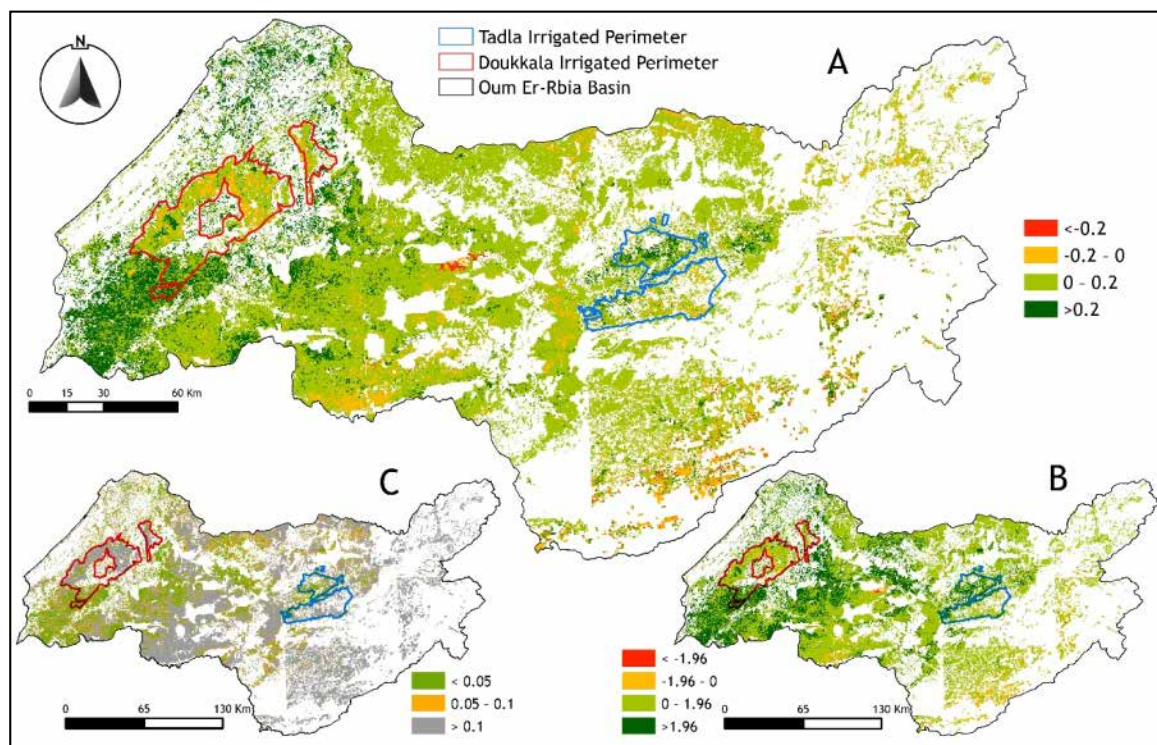 N
Tadla Irrigated Perimeter
Doukkala Irrigated Perimeter
Oum Er-Rbia Basin
A
<-0.2
-0.2 - 0
0 - 0.2
>0.2
0 15 30 60 Km
C
< 0.05
0.05 - 0.1
> 0.1
0 65 130 Km
B
< -1.96
-1.96 - 0
0 - 1.96
>1.96
0 65 130 Km